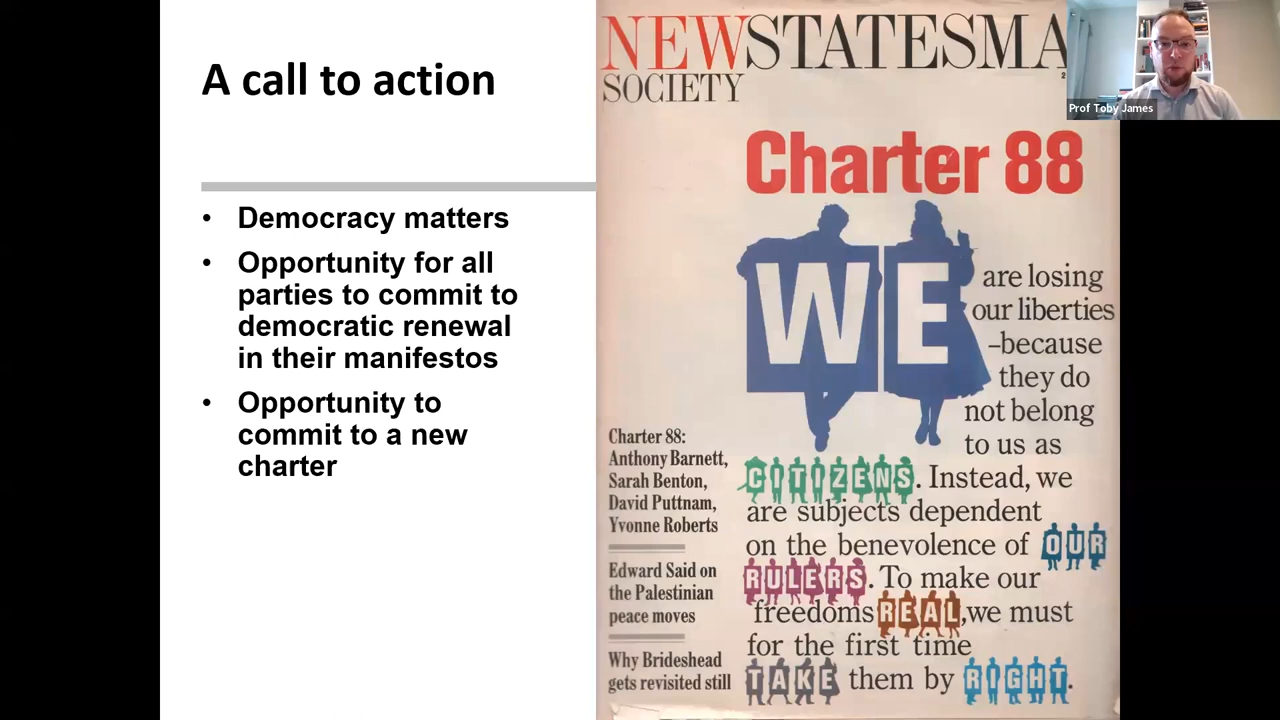 A call to action
• Democracy matters
• Opportunity for all
parties to commit to
democratic renewal
in their manifestos
• Opportunity to
commit to a new
charter
NEWSTATESMA
SOCIETY
Charter 88
WE
are losing
our liberties
–because
they do
not belong
to us as
CITIZENS. Instead, we
are subjects dependent
on the benevolence of OUR
RULERS. To make our
freedoms REAL, we must
for the first time
TAKE them by RIGHT.
Charter 88:
Anthony Barnett,
Sarah Benton,
David Puttnam,
Yvonne Roberts
Edward Said on
the Palestinian
peace moves
Why Brideshead
gets revisited still
Prof Toby James